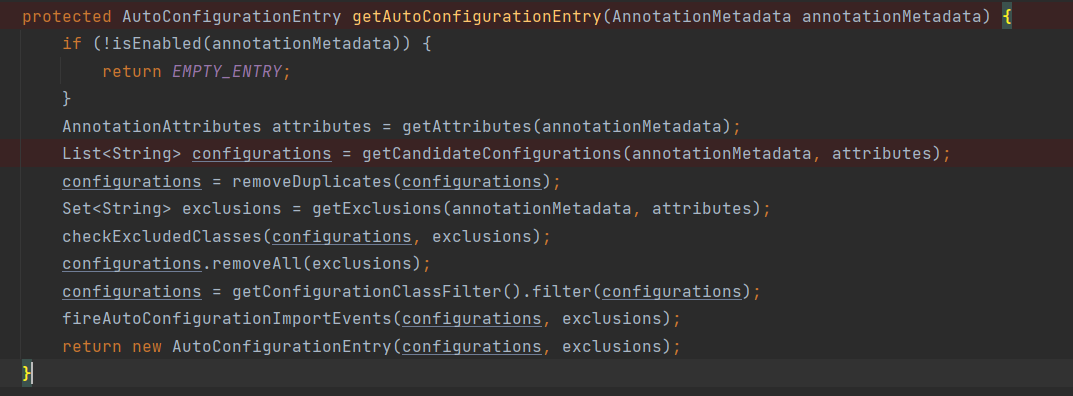 protected AutoConfigurationEntry getAutoConfigurationEntry(AnnotationMetadata annotationMetadata) {
    if (!isEnabled(annotationMetadata)) {
        return EMPTY_ENTRY;
    }
    AnnotationAttributes attributes = getAttributes(annotationMetadata);
    List<String> configurations = getCandidateConfigurations(annotationMetadata, attributes);
    configurations = removeDuplicates(configurations);
    Set<String> exclusions = getExclusions(annotationMetadata, attributes);
    checkExcludedClasses(configurations, exclusions);
    configurations.removeAll(exclusions);
    configurations = getConfigurationClassFilter().filter(configurations);
    fireAutoConfigurationImportEvents(configurations, exclusions);
    return new AutoConfigurationEntry(configurations, exclusions);
}